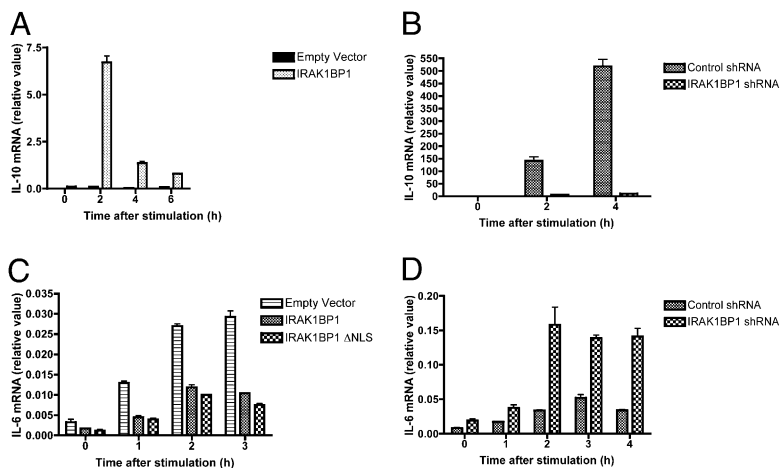 A
IL-10 mRNA (relative value)
7.5
5.0
2.5
0.0
0 2 4 6
Time after stimulation (h)
Empty Vector
IRAK1BP1
B
IL-10 mRNA (relative value)
550
500
450
400
350
300
250
200
150
100
50
0
0 2 4
Time after stimulation (h)
Control shRNA
IRAK1BP1 shRNA
C
IL-6 mRNA (relative value)
0.035
0.030
0.025
0.020
0.015
0.010
0.005
0.000
0 1 2 3
Time after stimulation (h)
Empty Vector
IRAK1BP1
IRAK1BP1 ΔNLS
D
IL-6 mRNA (relative value)
0.20
0.15
0.10
0.05
0.00
0 1 2 3 4
Time after stimulation (h)
Control shRNA
IRAK1BP1 shRNA